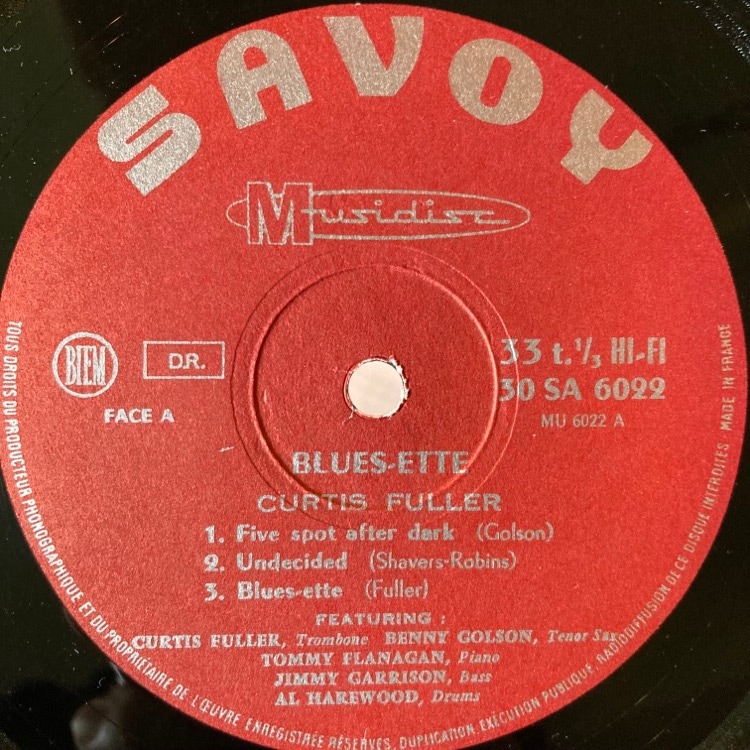 SAVOY
Musidisc
BIEM
D.R.
FACE A
33 t.1/3 HI-FI
30 SA 6022
MU 6022 A
BLUES-ETTE
CURTIS FULLER
1. Five spot after dark (Golson)
2. Undecided (Shavers-Robins)
3. Blues-ette (Fuller)
FEATURING :
CURTIS FULLER, Trombone BENNY GOLSON, Tenor Sax
TOMMY FLANAGAN, Piano
JIMMY GARRISON, Bass
AL HAREWOOD, Drums
TOUS DROITS DU PRODUCTEUR PHONOGRAPHIQUE ET DU PROPRIÉTAIRE DE L'ŒUVRE ENREGISTRÉE RÉSERVÉS. DUPLICATION. EXÉCUTION PUBLIQUE. RADIODIFFUSION DE CE DISQUE INTERDITES. MADE IN FRANCE